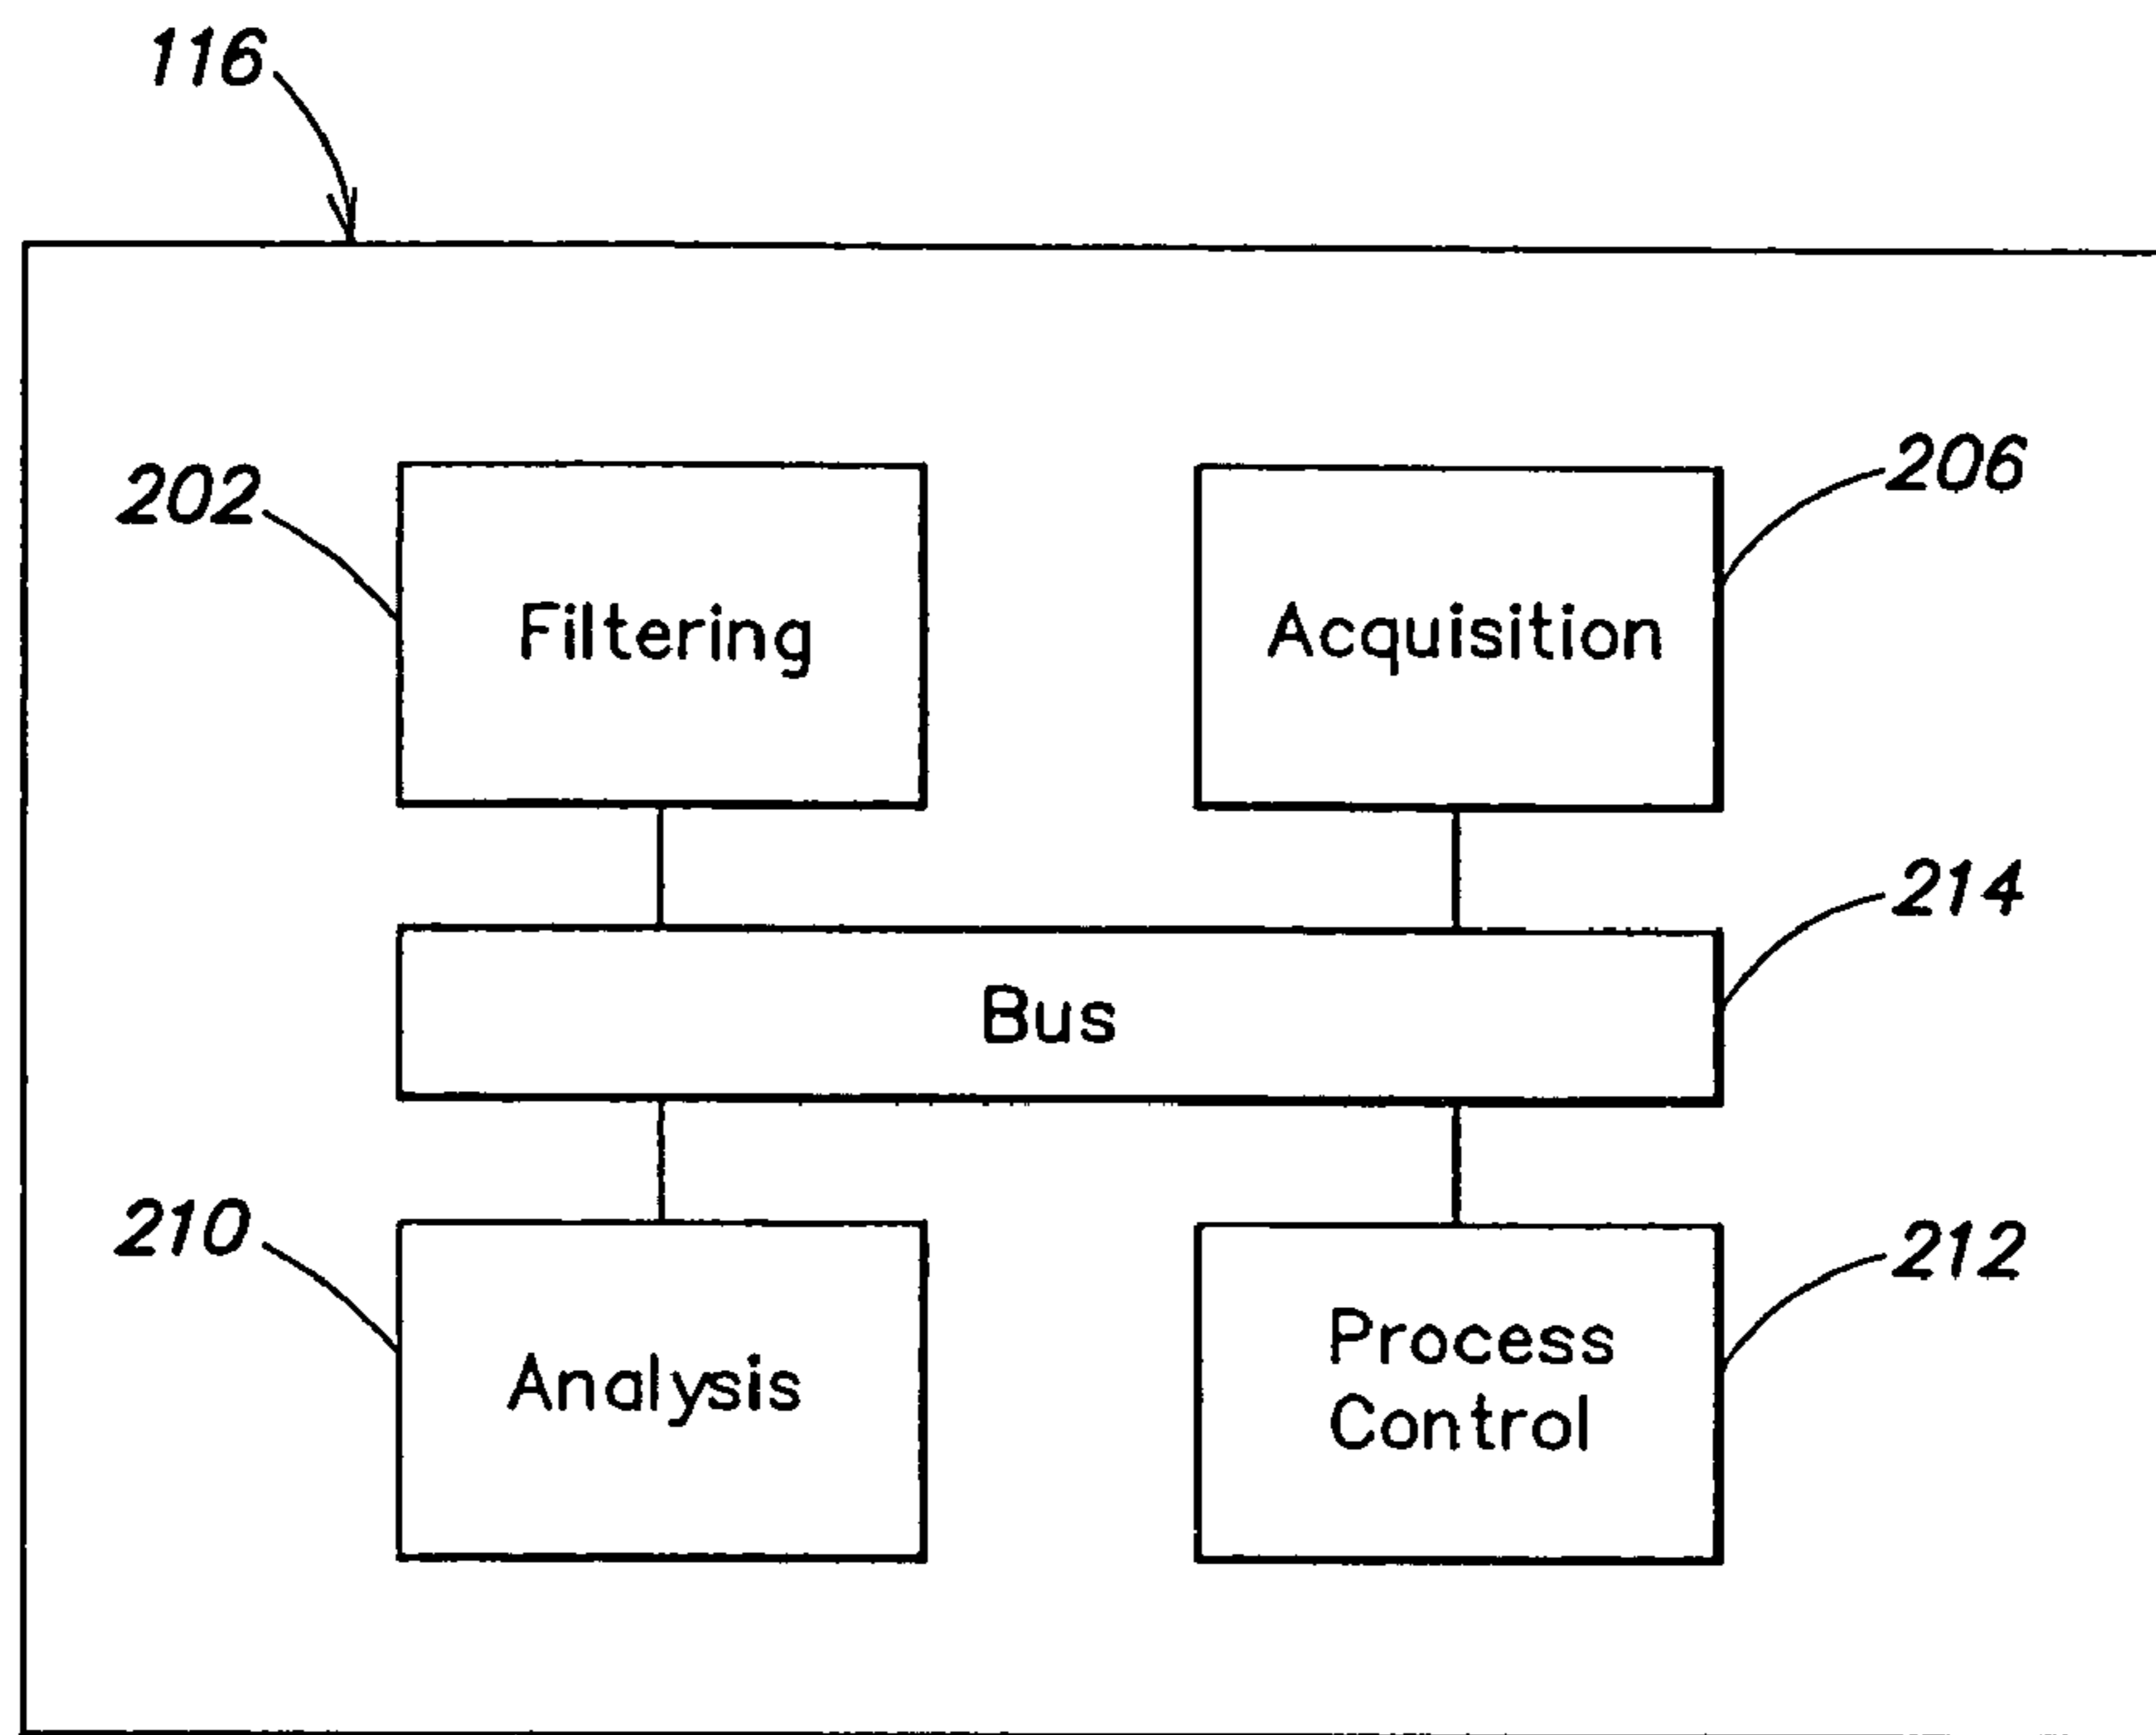 116
202
206
Filtering
Acquisition
214
Bus
210
212
Analysis
Process
Control